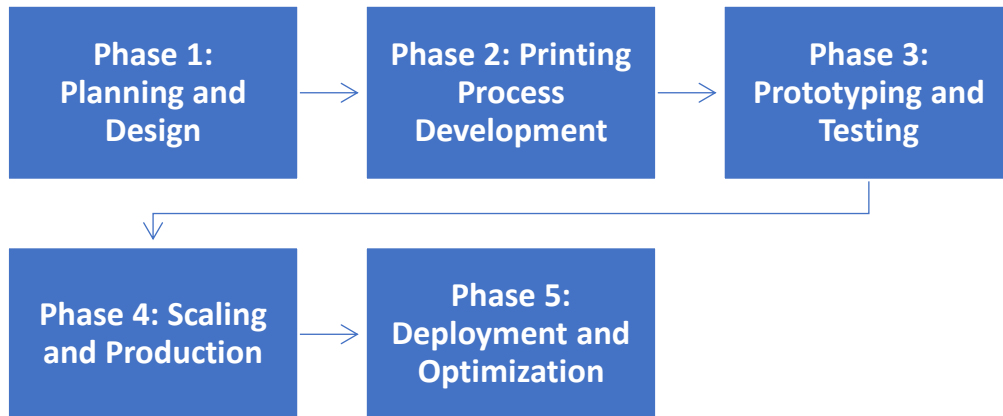 Phase 1:
Planning and
Design
Phase 2: Printing
Process
Development
Phase 3:
Prototyping and
Testing
Phase 4: Scaling
and Production
Phase 5:
Deployment and
Optimization